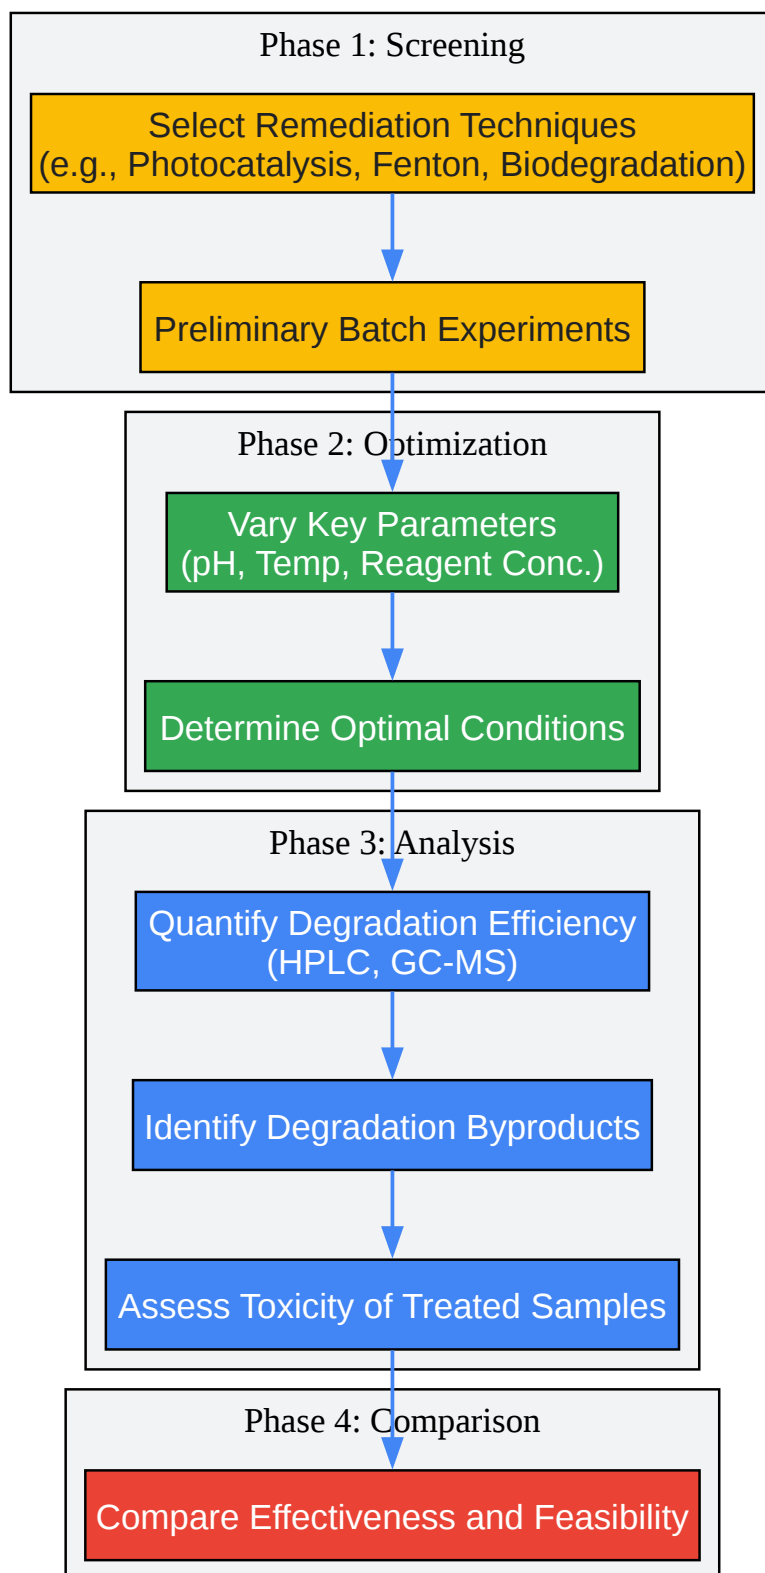 Phase 1: Screening
Select Remediation Techniques
(e.g., Photocatalysis, Fenton, Biodegradation)
Preliminary Batch Experiments
Phase 2: Optimization
Vary Key Parameters
(pH, Temp, Reagent Conc.)
Determine Optimal Conditions
Phase 3: Analysis
Quantify Degradation Efficiency
(HPLC, GC-MS)
Identify Degradation Byproducts
Assess Toxicity of Treated Samples
Phase 4: Comparison
Compare Effectiveness and Feasibility